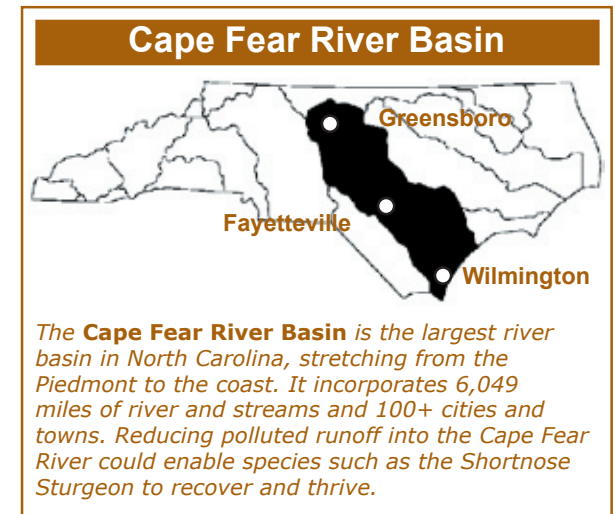 Cape Fear River Basin
Greensboro
Fayetteville
Wilmington
The Cape Fear River Basin is the largest river
basin in North Carolina, stretching from the
Piedmont to the coast. It incorporates 6,049
miles of river and streams and 100+ cities and
towns. Reducing polluted runoff into the Cape Fear
River could enable species such as the Shortnose
Sturgeon to recover and thrive.